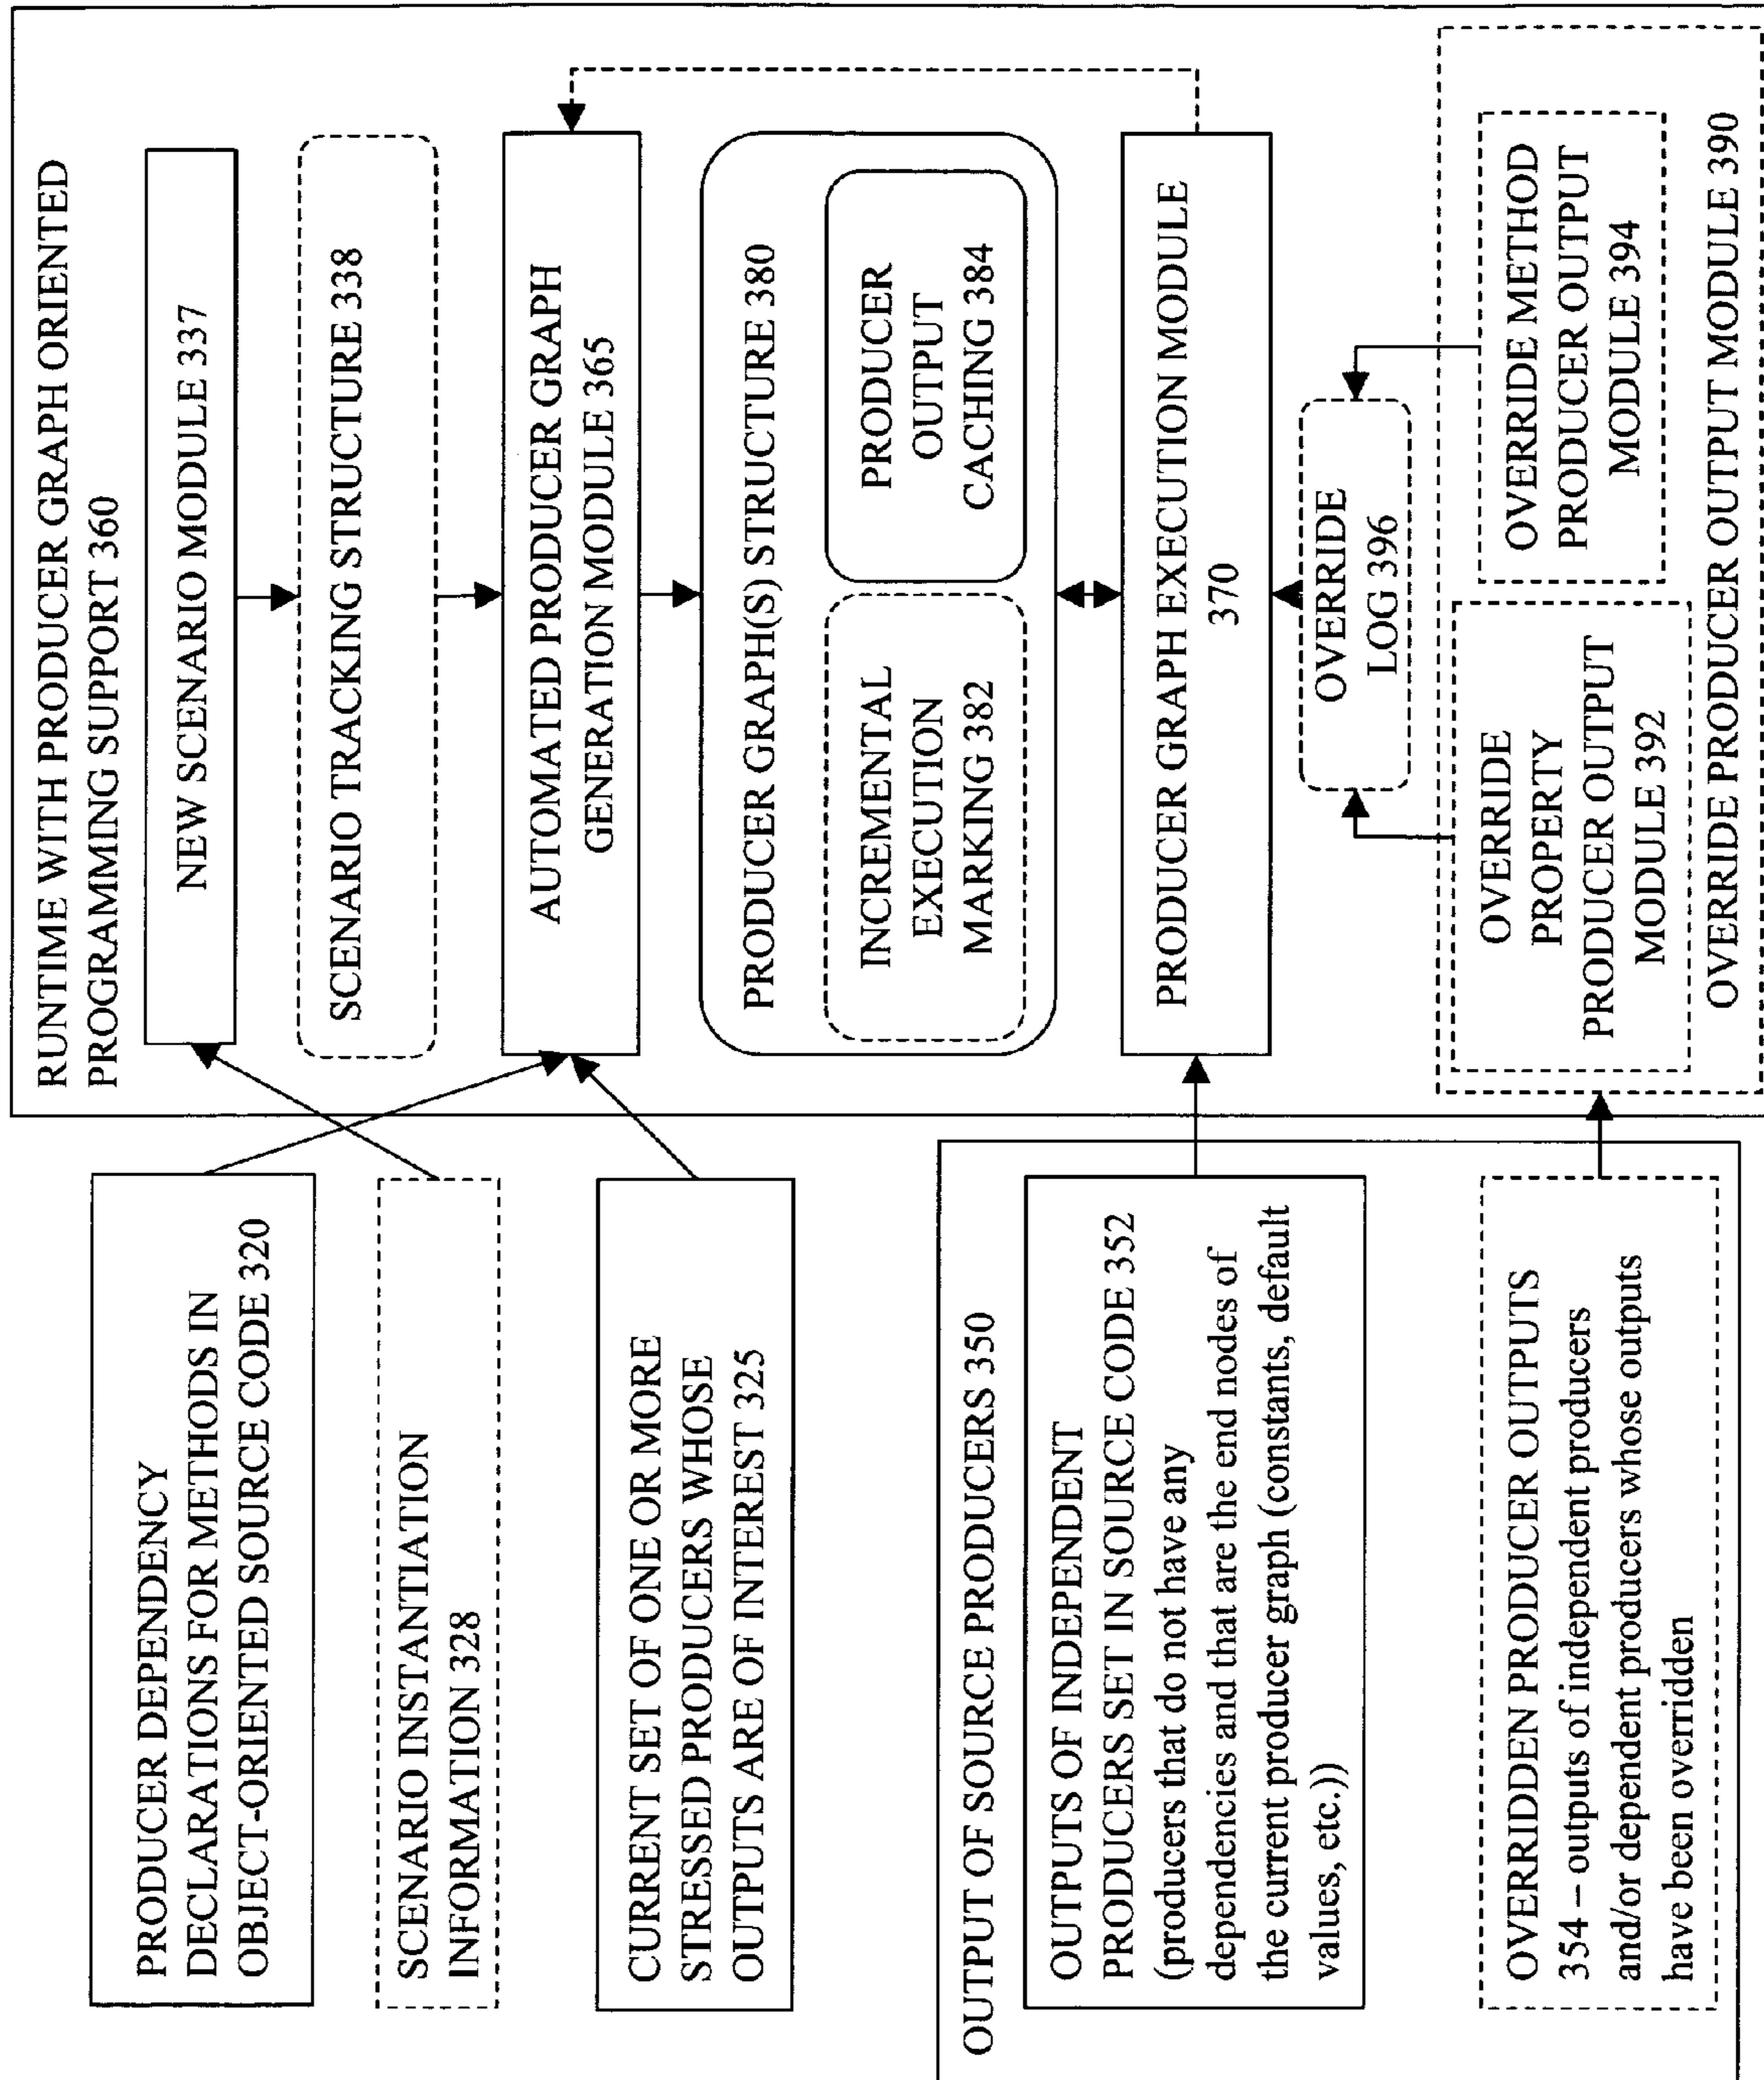 PRODUCER DEPENDENCY
DECLARATIONS FOR METHODS IN
OBJECT-ORIENTED SOURCE CODE 320
SCENARIO INSTANTIATION
INFORMATION 328
CURRENT SET OF ONE OR MORE
STRESSED PRODUCERS WHOSE
OUTPUTS ARE OF INTEREST 325
OUTPUT OF SOURCE PRODUCERS 350
OUTPUTS OF INDEPENDENT
PRODUCERS SET IN SOURCE CODE 352
(producers that do not have any
dependencies and that are the end nodes of
the current producer graph (constants, default
values, etc.))
OVERRIDDEN PRODUCER OUTPUTS
354 – outputs of independent producers
and/or dependent producers whose outputs
have been overridden
RUNTIME WITH PRODUCER GRAPH ORIENTED
PROGRAMMING SUPPORT 360
NEW SCENARIO MODULE 337
SCENARIO TRACKING STRUCTURE 338
AUTOMATED PRODUCER GRAPH
GENERATION MODULE 365
PRODUCER GRAPH(S) STRUCTURE 380
INCREMENTAL
EXECUTION
MARKING 382
PRODUCER
OUTPUT
CACHING 384
PRODUCER GRAPH EXECUTION MODULE
370
OVERRIDE
LOG 396
OVERRIDE
PROPERTY
PRODUCER OUTPUT
MODULE 392
OVERRIDE METHOD
PRODUCER OUTPUT
MODULE 394
OVERRIDE PRODUCER OUTPUT MODULE 390